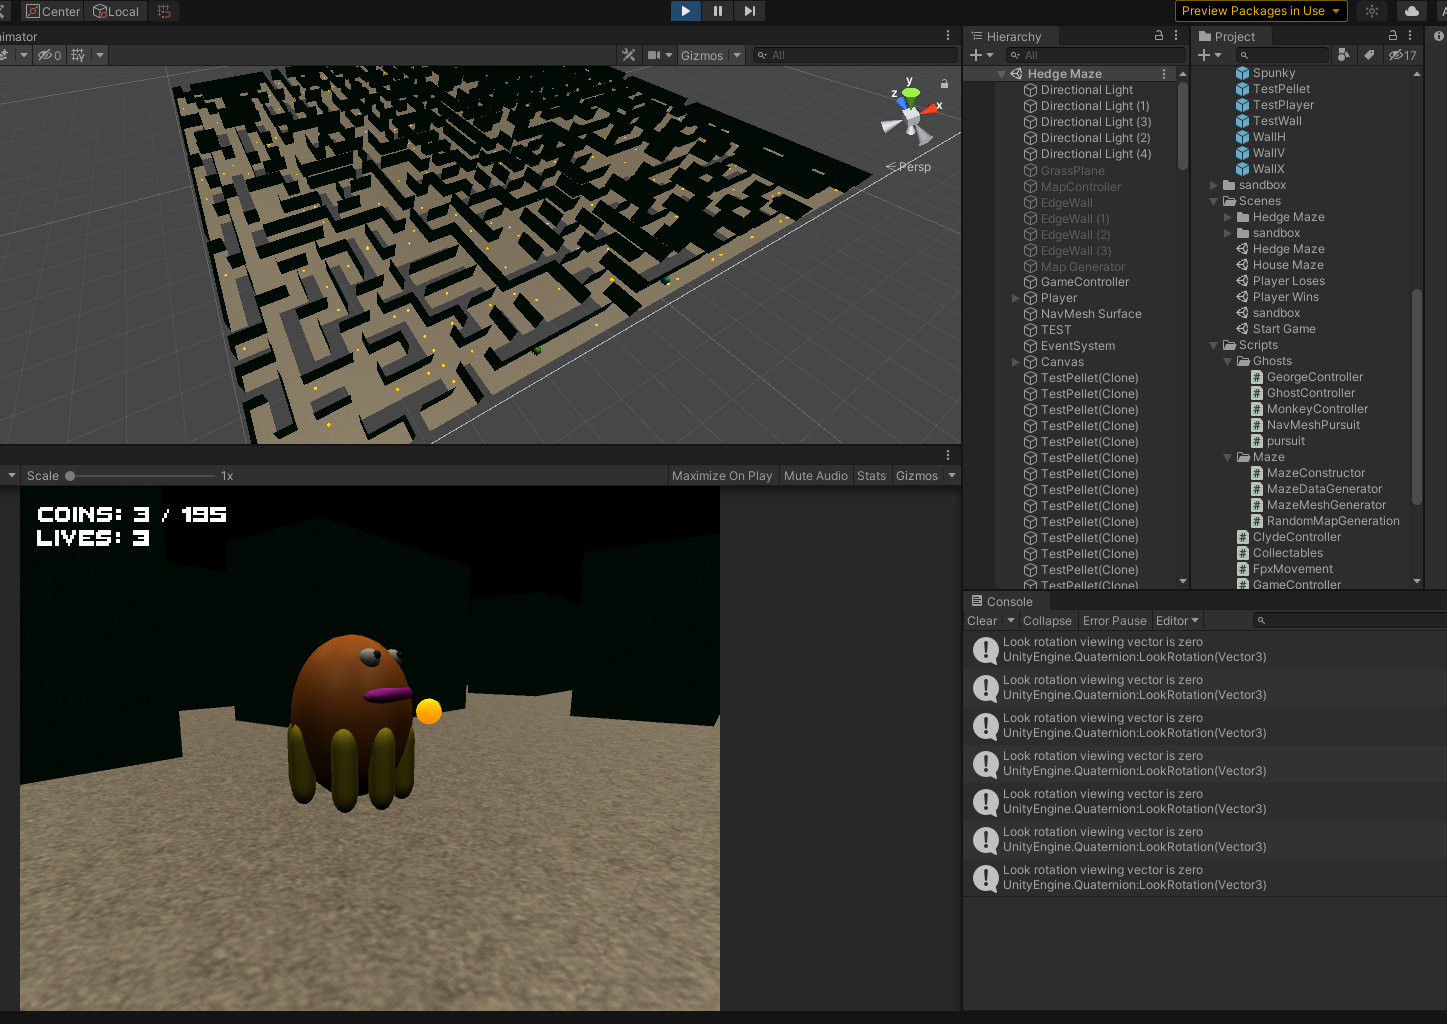 Center
Local
Preview Packages in Use
0
Gizmos
All
y
z
x
Persp
Scale
1x
Maximize On Play
Mute Audio
Stats
Gizmos
COINS: 3 / 195
LIVES: 3
Hierarchy
All
Hedge Maze
Directional Light
Directional Light (1)
Directional Light (3)
Directional Light (2)
Directional Light (4)
GrassPlane
MapController
EdgeWall
EdgeWall (1)
EdgeWall (2)
EdgeWall (3)
Map Generator
GameController
Player
NavMesh Surface
TEST
EventSystem
Canvas
TestPellet(Clone)
TestPellet(Clone)
TestPellet(Clone)
TestPellet(Clone)
TestPellet(Clone)
TestPellet(Clone)
TestPellet(Clone)
TestPellet(Clone)
TestPellet(Clone)
TestPellet(Clone)
TestPellet(Clone)
TestPellet(Clone)
TestPellet(Clone)
TestPellet(Clone)
Project
17
Spunky
TestPellet
TestPlayer
TestWall
WallH
WallV
WallX
sandbox
Scenes
Hedge Maze
sandbox
Hedge Maze
House Maze
Player Loses
Player Wins
sandbox
Start Game
Scripts
Ghosts
GeorgeController
GhostController
MonkeyController
NavMeshPursuit
pursuit
Maze
MazeConstructor
MazeDataGenerator
MazeMeshGenerator
RandomMapGeneration
ClydeController
Collectables
FpxMovement
GameController
Console
Clear
Collapse
Error Pause
Editor
Look rotation viewing vector is zero
UnityEngine.Quaternion:LookRotation(Vector3)
Look rotation viewing vector is zero
UnityEngine.Quaternion:LookRotation(Vector3)
Look rotation viewing vector is zero
UnityEngine.Quaternion:LookRotation(Vector3)
Look rotation viewing vector is zero
UnityEngine.Quaternion:LookRotation(Vector3)
Look rotation viewing vector is zero
UnityEngine.Quaternion:LookRotation(Vector3)
Look rotation viewing vector is zero
UnityEngine.Quaternion:LookRotation(Vector3)
Look rotation viewing vector is zero
UnityEngine.Quaternion:LookRotation(Vector3)